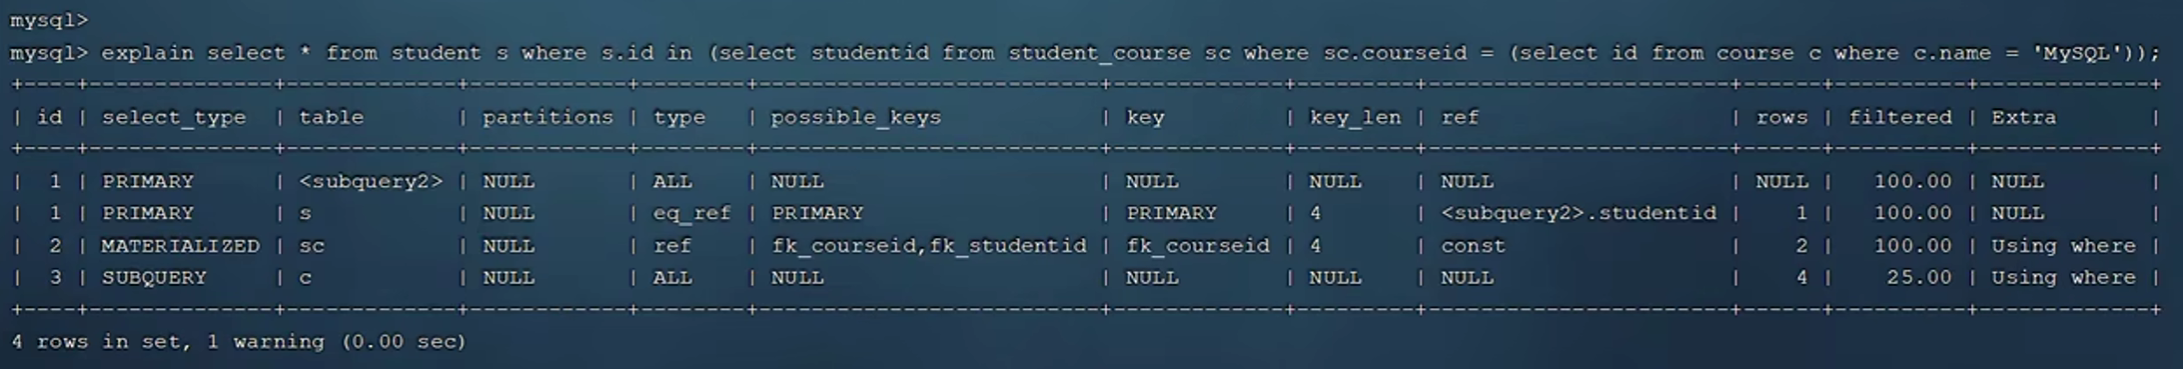 mysql>
mysql> explain select * from student s where s.id in (select studentid from student_course sc where sc.courseid = (select id from course c where c.name = 'MySQL'));
+----+--------------+-------------+------------+--------+--------------------------+------------+---------+-----------------------+------+----------+-------------+
| id | select_type | table | partitions | type | possible_keys | key | key_len | ref | rows | filtered | Extra |
+----+--------------+-------------+------------+--------+--------------------------+------------+---------+-----------------------+------+----------+-------------+
| 1 | PRIMARY | <subquery2> | NULL | ALL | NULL | NULL | NULL | NULL | NULL | 100.00 | NULL |
| 1 | PRIMARY | s | NULL | eq_ref | PRIMARY | PRIMARY | 4 | <subquery2>.studentid | 1 | 100.00 | NULL |
| 2 | MATERIALIZED | sc | NULL | ref | fk_courseid,fk_studentid | fk_courseid | 4 | const | 2 | 100.00 | Using where |
| 3 | SUBQUERY | c | NULL | ALL | NULL | NULL | NULL | NULL | 4 | 25.00 | Using where |
+----+--------------+-------------+------------+--------+--------------------------+------------+---------+-----------------------+------+----------+-------------+
4 rows in set, 1 warning (0.00 sec)